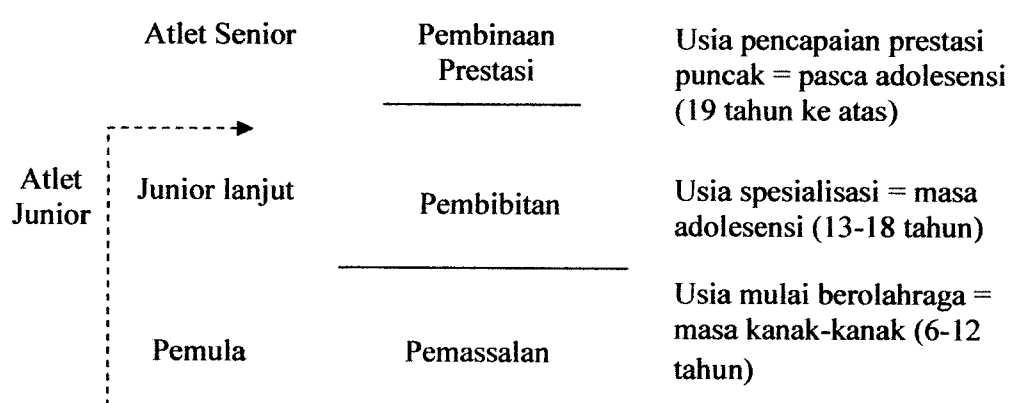 Atlet Senior
Pembinaan
Prestasi
Usia pencapaian prestasi
puncak = pasca adolesensi
(19 tahun ke atas)
Atlet
Junior
Junior lanjut
Pembibitan
Usia spesialisasi = masa
adolesensi (13-18 tahun)
Pemula
Pemassalan
Usia mulai berolahraga =
masa kanak-kanak (6-12
tahun)